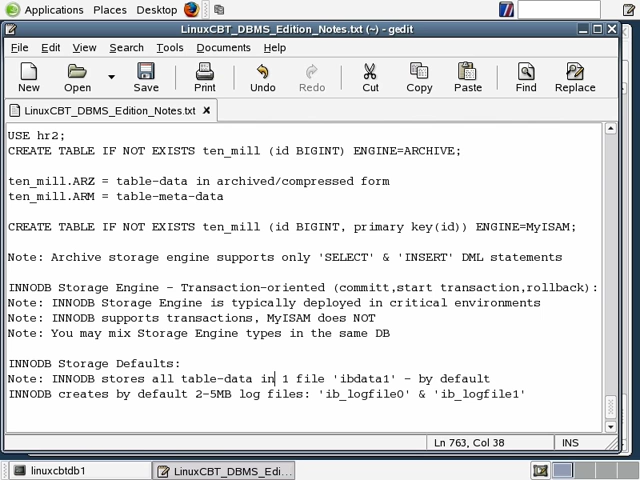 Applications Places Desktop
LinuxCBT_DBMS_Edition_Notes.txt (~) - gedit
File Edit View Search Tools Documents Help
New Open Save Print Undo Redo Cut Copy Paste Find Replace
LinuxCBT_DBMS_Edition_Notes.txt
USE hr2;
CREATE TABLE IF NOT EXISTS ten_mill (id BIGINT) ENGINE=ARCHIVE;
ten_mill.ARZ = table-data in archived/compressed form
ten_mill.ARM = table-meta-data
CREATE TABLE IF NOT EXISTS ten_mill (id BIGINT, primary key(id)) ENGINE=MyISAM;
Note: Archive storage engine supports only 'SELECT' & 'INSERT' DML statements
INNODB Storage Engine - Transaction-oriented (committ,start transaction,rollback):
Note: INNODB Storage Engine is typically deployed in critical environments
Note: INNODB supports transactions, MyISAM does NOT
Note: You may mix Storage Engine types in the same DB
INNODB Storage Defaults:
Note: INNODB stores all table-data in 1 file 'ibdata1' - by default
INNODB creates by default 2-5MB log files: 'ib_logfile0' & 'ib_logfile1'
Ln 763, Col 38 INS
linuxcbtdb1 LinuxCBT_DBMS_Edi...